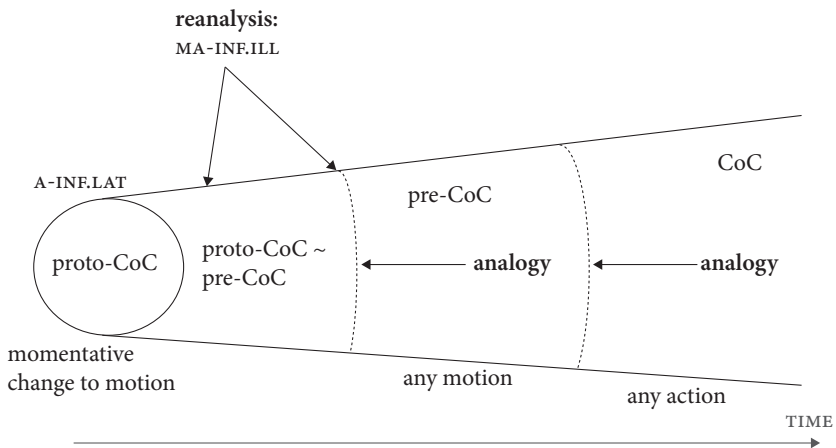 reanalysis:
MA-INF.ILL
A-INF.LAT
CoC
pre-CoC
proto-CoC
proto-CoC ~
pre-CoC
analogy
analogy
momentative
change to motion
any motion
any action
TIME